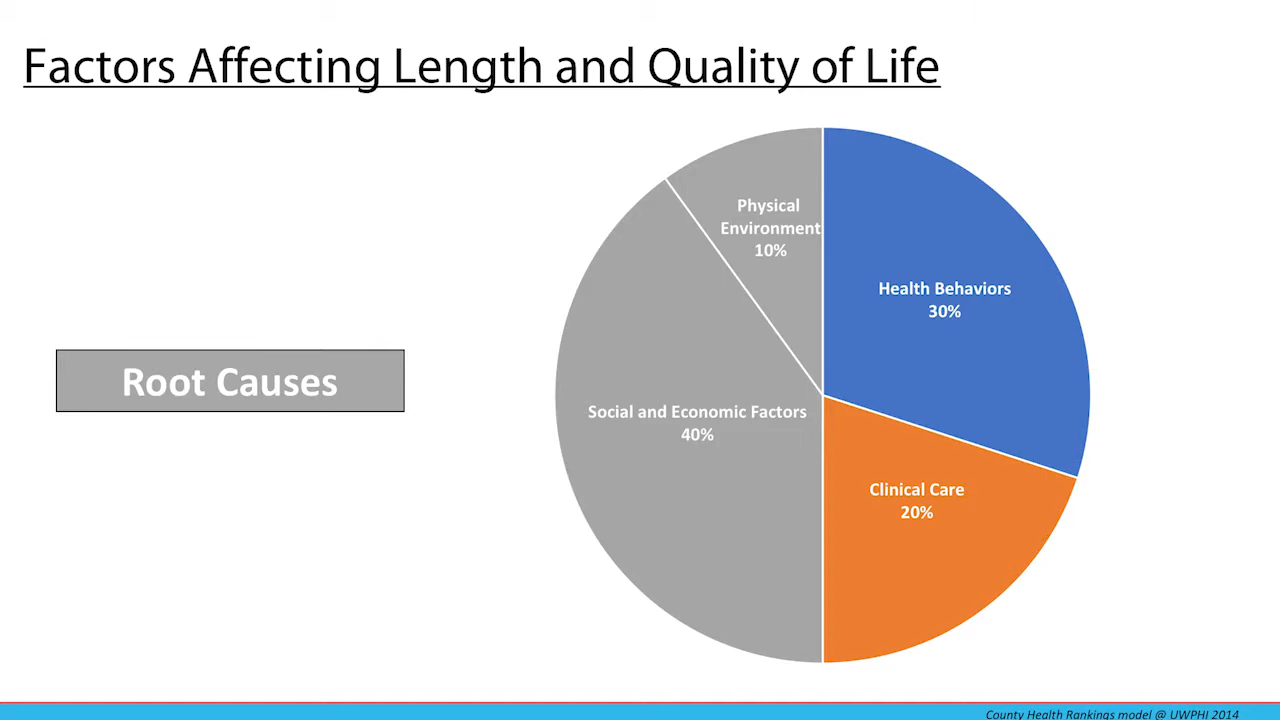 Factors Affecting Length and Quality of Life
Physical
Environment
10%
Health Behaviors
30%
Root Causes
Social and Economic Factors
40%
Clinical Care
20%
County Health Rankings model @ UWPHI 2014